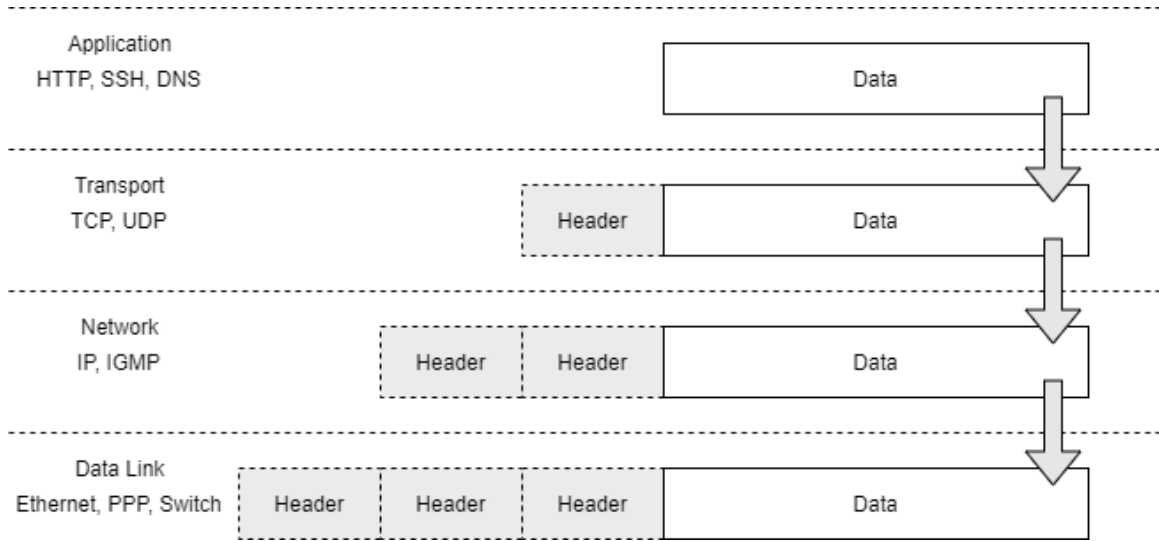 Application
HTTP, SSH, DNS
Data
Transport
TCP, UDP
Header
Data
Network
IP, IGMP
Header
Header
Data
Data Link
Ethernet, PPP, Switch
Header
Header
Header
Data